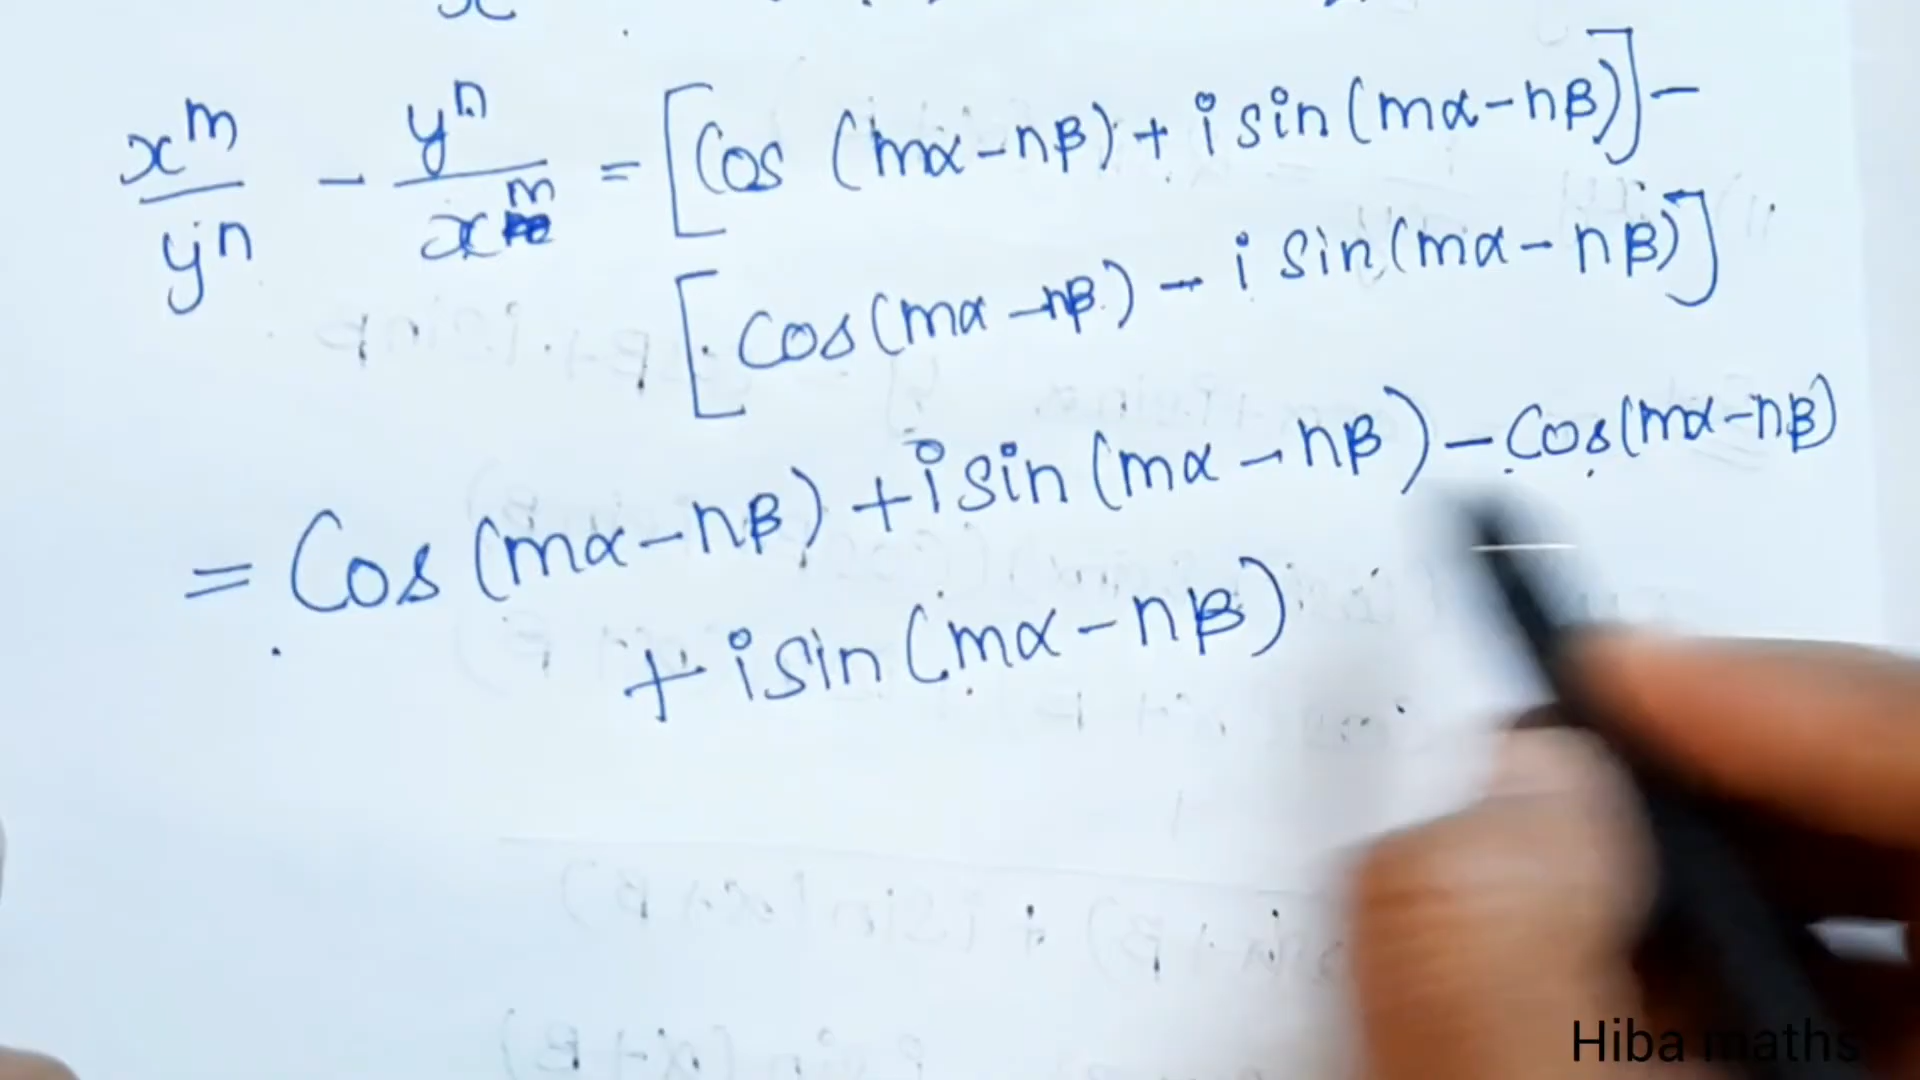 x^m/y^n - y^n/x^m = [Cos (mα-nβ) + i sin (mα-nβ)] -
[Cos (mα-nβ) - i sin (mα-nβ)]
= Cos (mα-nβ) + i sin (mα-nβ) - Cos (mα-nβ)
+ i sin (mα-nβ)
Hiba maths